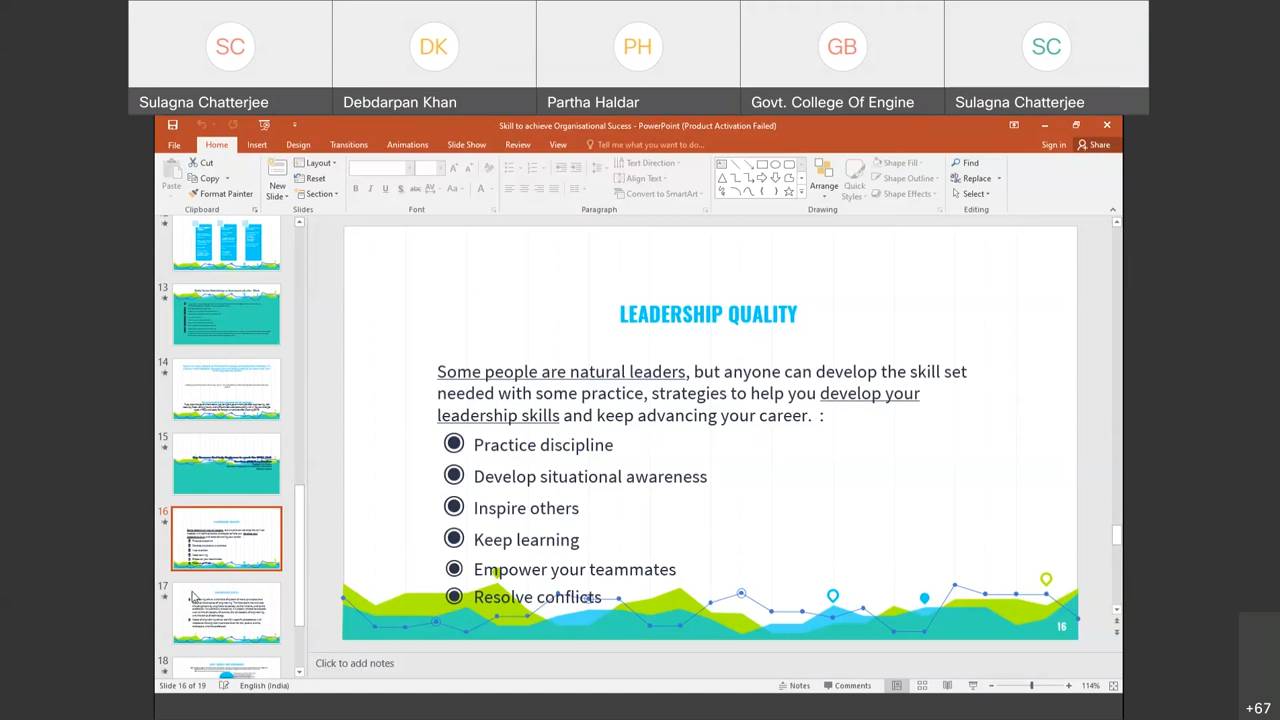 SC
DK
PH
GB
SC
Sulagna Chatterjee
Debdarpan Khan
Partha Haldar
Govt. College Of Engine
Sulagna Chatterjee
Skill to achieve Organisational Sucess - PowerPoint (Product Activation Failed)
File
Home
Insert
Design
Transitions
Animations
Slide Show
Review
View
Tell me what you want to do...
Sign in
Share
Paste
Cut
Copy
Format Painter
Clipboard
New
Slide
Layout
Reset
Section
Slides
Font
Text Direction
Align Text
Convert to SmartArt
Paragraph
Arrange
Quick
Styles
Shape Fill
Shape Outline
Shape Effects
Drawing
Find
Replace
Select
Editing
13
14
15
16
17
18
LEADERSHIP QUALITY
Some people are natural leaders, but anyone can develop the skill set
needed with some practice, strategies to help you develop your
leadership skills and keep advancing your career. :
Practice discipline
Develop situational awareness
Inspire others
Keep learning
Empower your teammates
Resolve conflicts
16
Click to add notes
Slide 16 of 19
English (India)
Notes
Comments
114%
+67